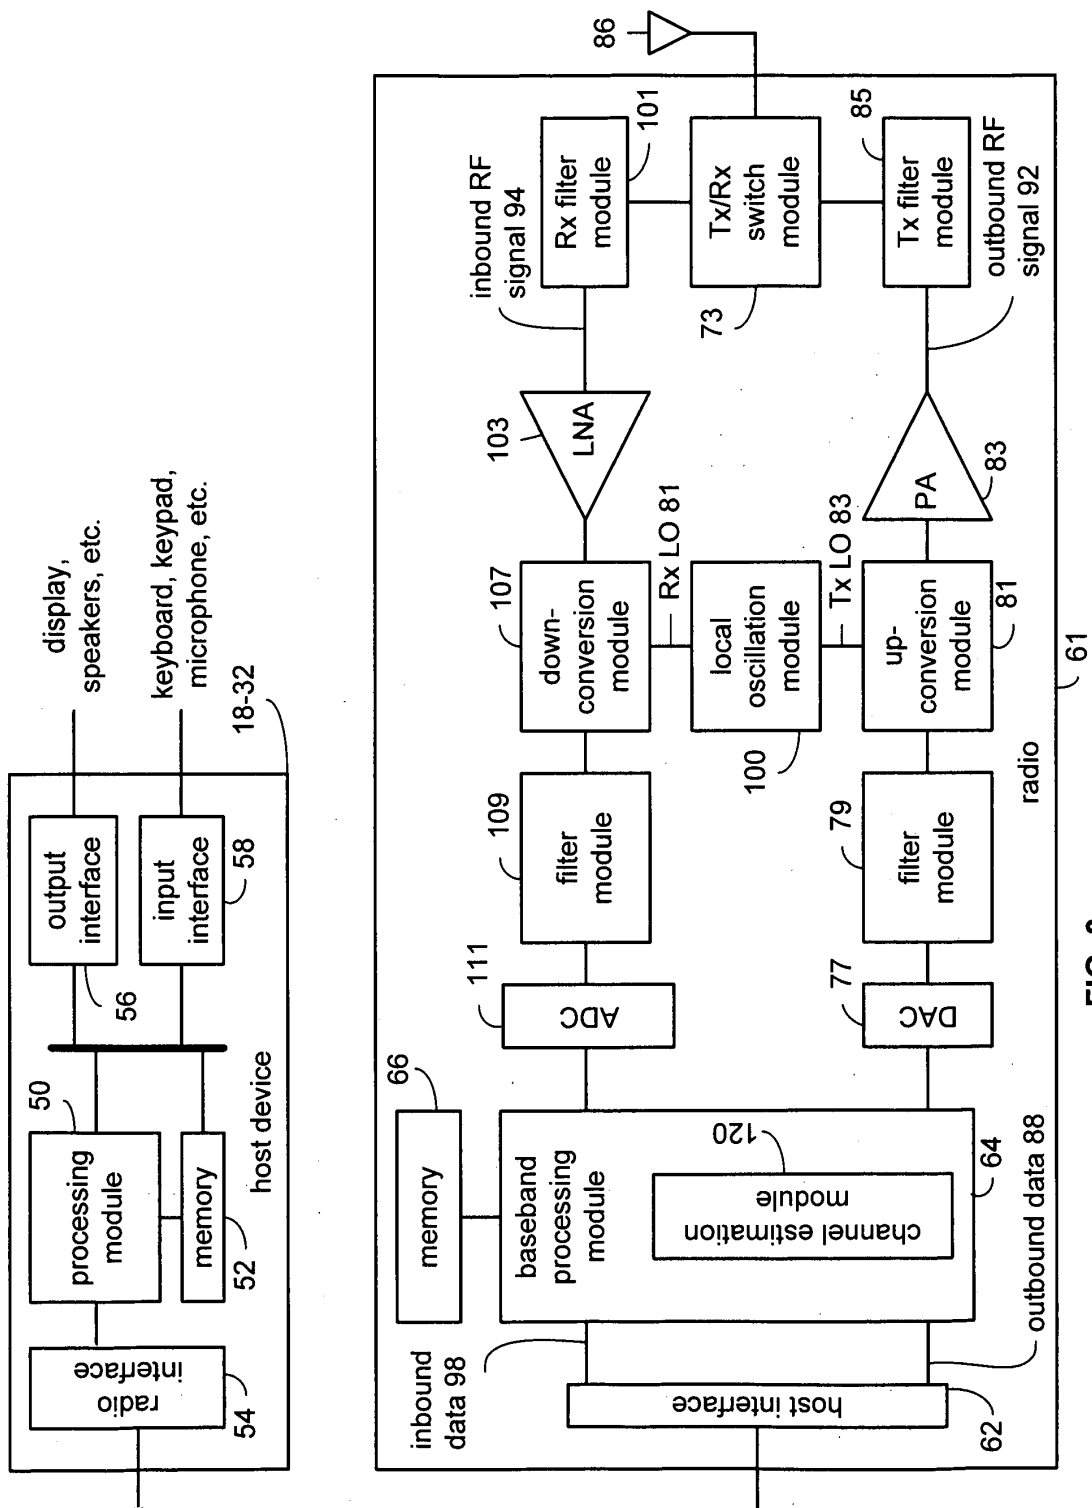 display,
speakers, etc.
keyboard, keypad,
microphone, etc.
18-32
output
interface
56
input
interface
58
host device
50
processing
module
memory
52
radio
interface
54
86
inbound RF
signal 94
Rx filter
module
101
Tx/Rx
switch
module
73
Tx filter
module
85
outbound RF
signal 92
103
LNA
PA
83
107
down-
conversion
module
Rx LO 81
local
oscillation
module
100
Tx LO 83
up-
conversion
module
81
61
radio
109
filter
module
79
filter
module
111
ADC
77
DAC
66
memory
baseband
processing
module
120
channel estimation
module
64
inbound
data 98
outbound data 88
host interface
62